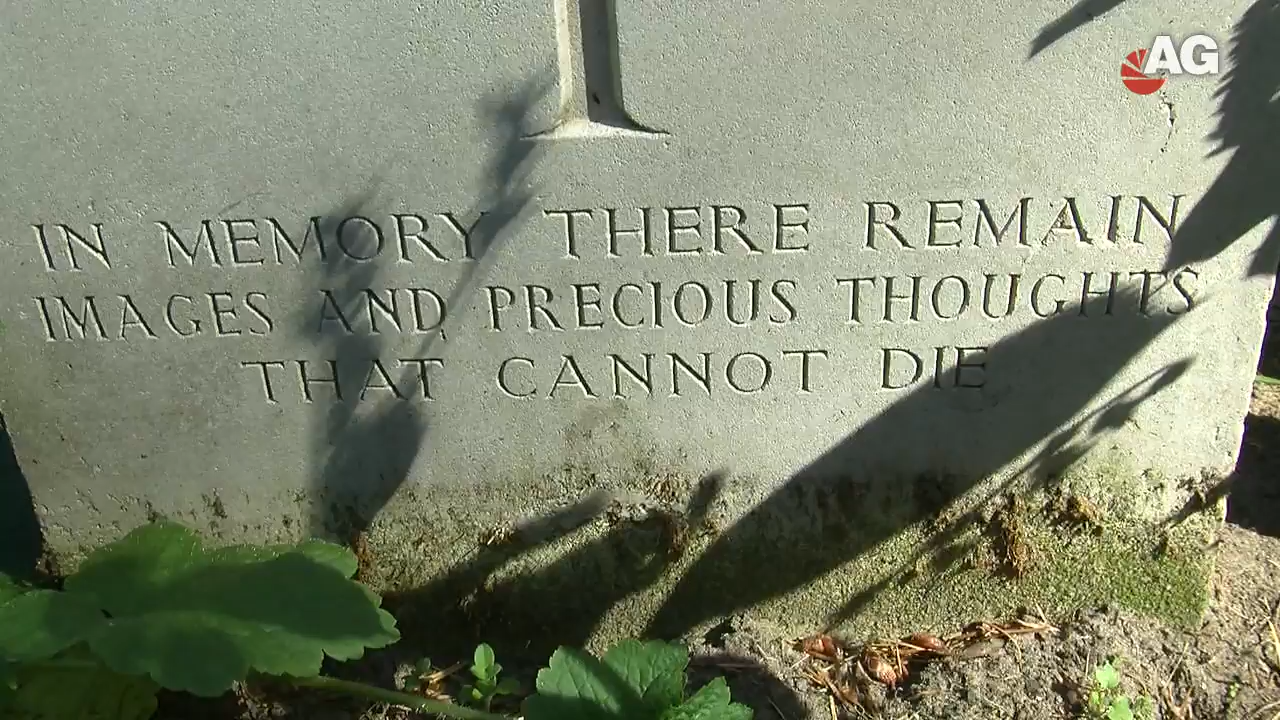 AG
IN MEMORY THERE REMAIN
IMAGES AND PRECIOUS THOUGHTS
THAT CANNOT DIE